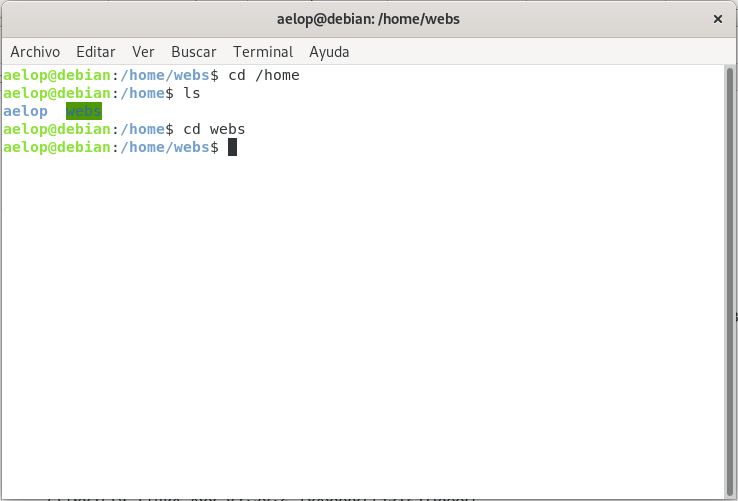 aelop@debian: /home/webs
Archivo Editar Ver Buscar Terminal Ayuda
aelop@debian:/home/webs$ cd /home
aelop@debian:/home$ ls
aelop  webs
aelop@debian:/home$ cd webs
aelop@debian:/home/webs$